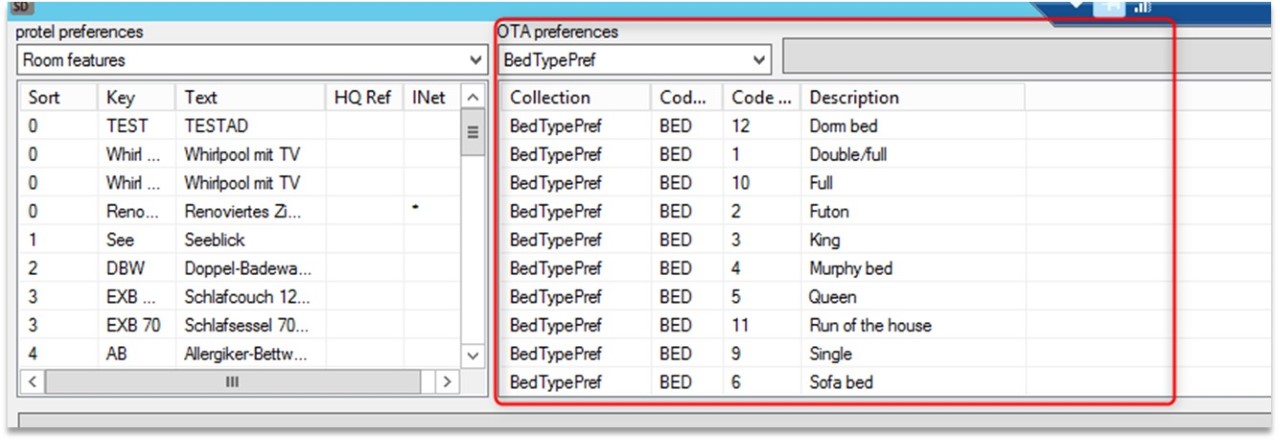 SD
protel preferences OTA preferences
Room features BedTypePref
Sort Key Text HQ Ref INet Collection Cod... Code ... Description
0 TEST TESTAD BedTypePref BED 12 Dorm bed
0 Whirl ... Whirlpool mit TV BedTypePref BED 1 Double/full
0 Whirl ... Whirlpool mit TV BedTypePref BED 10 Full
0 Reno... Renoviertes Zi... * BedTypePref BED 2 Futon
1 See Seeblick BedTypePref BED 3 King
2 DBW Doppel-Badewa... BedTypePref BED 4 Murphy bed
3 EXB ... Schlafcouch 12... BedTypePref BED 5 Queen
3 EXB 70 Schlafsessel 70... BedTypePref BED 11 Run of the house
4 AB Allergiker-Bettw... BedTypePref BED 9 Single
BedTypePref BED 6 Sofa bed